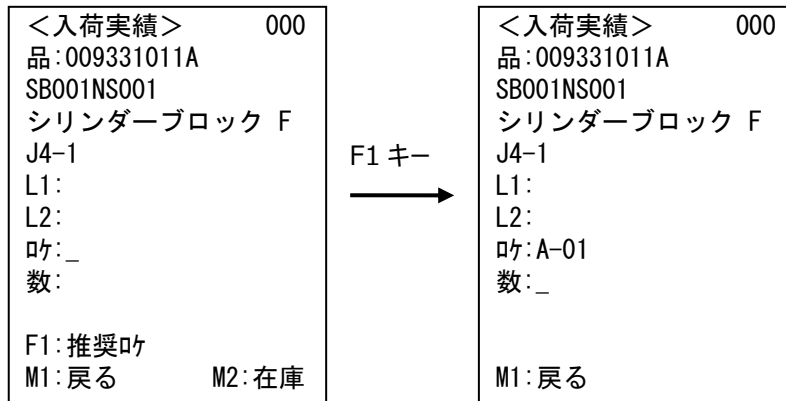 <入荷実績> 000
品:009331011A
SB001NS001
シリンダーブロック F
J4-1
L1:
L2:
ﾛｹ:_
数:
F1:推奨ﾛｹ
M1:戻る M2:在庫
F1 キー
<入荷実績> 000
品:009331011A
SB001NS001
シリンダーブロック F
J4-1
L1:
L2:
ﾛｹ:A-01
数:_
M1:戻る